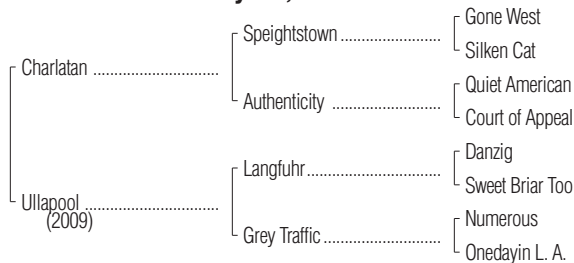 Gone West
Speightstown
Silken Cat
Charlatan
Quiet American
Authenticity
Court of Appeal
Danzig
Langfuhr
Sweet Briar Too
Ullapool
(2009)
Numerous
Grey Traffic
Onedayin L. A.